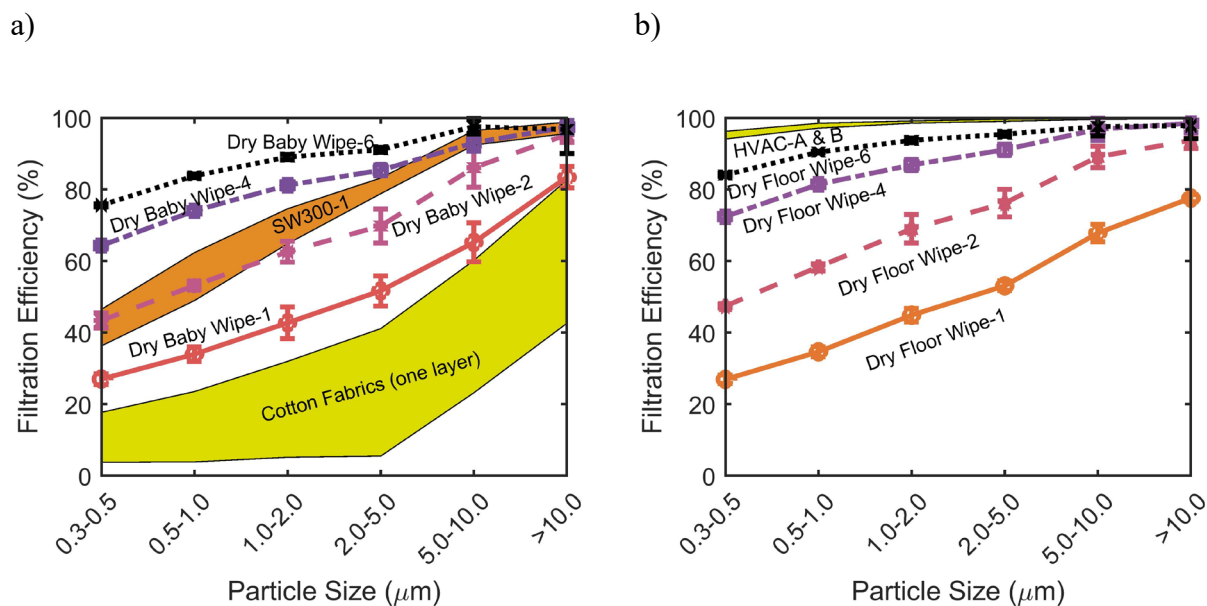 a)
100
80
60
40
20
0
Filtration Efficiency (%)
Dry Baby Wipe-6
Dry Baby Wipe-4
SW300-1
Dry Baby Wipe-2
Dry Baby Wipe-1
Cotton Fabrics (one layer)
0.3-0.5
0.5-1.0
1.0-2.0
2.0-5.0
5.0-10.0
>10.0
Particle Size (μm)
b)
100
80
60
40
20
0
Filtration Efficiency (%)
HVAC-A & B
Dry Floor Wipe-6
Dry Floor Wipe-4
Dry Floor Wipe-2
Dry Floor Wipe-1
0.3-0.5
0.5-1.0
1.0-2.0
2.0-5.0
5.0-10.0
>10.0
Particle Size (μm)